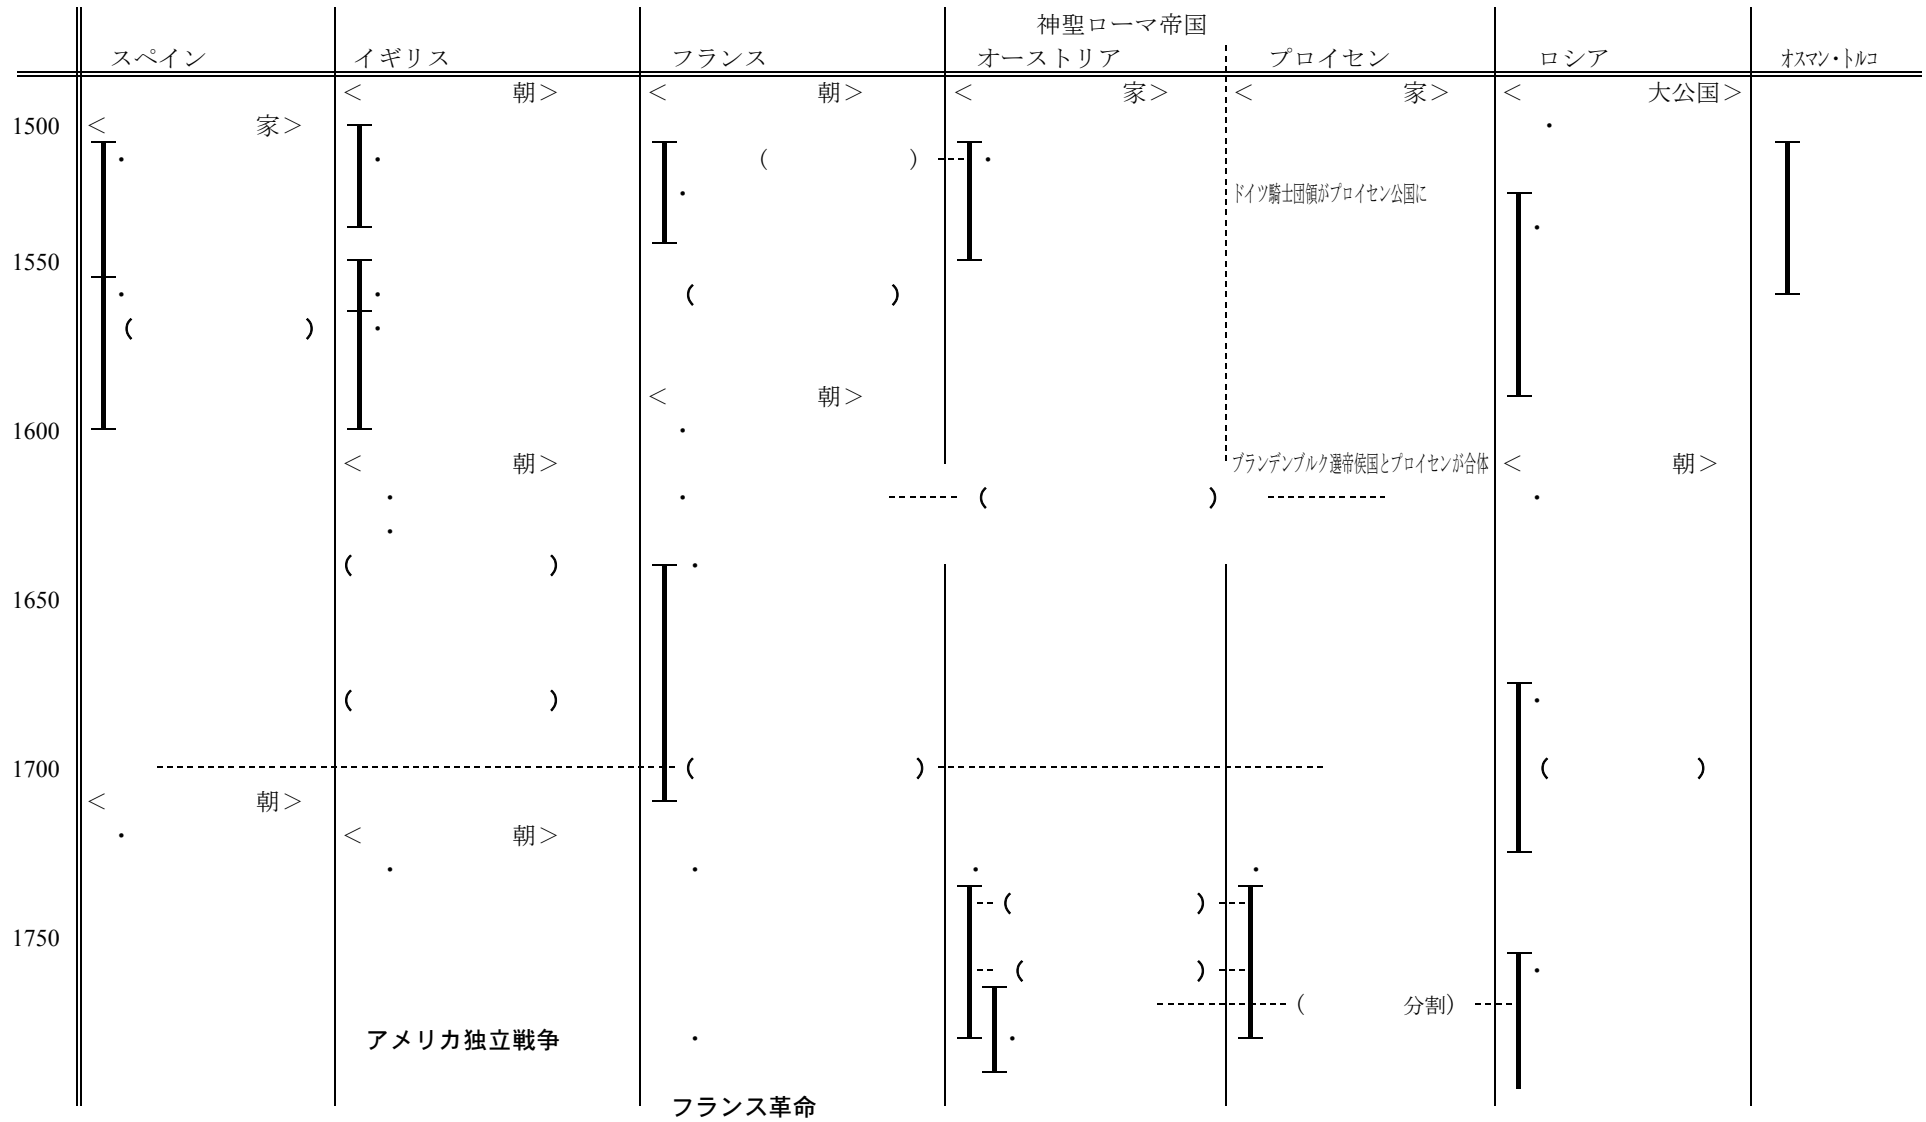 神聖ローマ帝国
スペイン イギリス フランス オーストリア プロイセン ロシア オスマン・トルコ
＜ 朝＞ ＜ 朝＞ ＜ 家＞ ＜ 家＞ ＜ 大公国＞
1500 ＜ 家＞ ・
・ ・ ( ) ・
・ ドイツ騎士団領がプロイセン公国に
・
1550
・ ・ ( )
( ) ・
＜ 朝＞
1600 ・
＜ 朝＞ ブランデンブルク選帝侯国とプロイセンが合体 ＜ 朝＞
・ ・ ( ) ・
・
( ) ・
1650
( ) ・
1700 ( ) ( )
＜ 朝＞
・ ＜ 朝＞
・ ・ ・ ・
( )
1750
( ) ・
( 分割)
アメリカ独立戦争 ・ ・
フランス革命